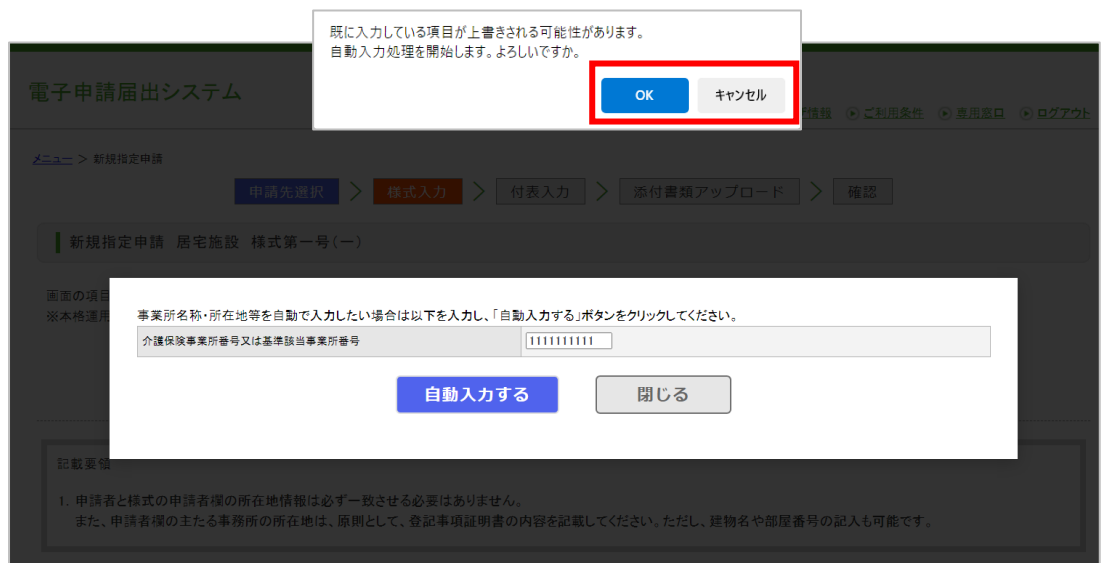 既に入力している項目が上書きされる可能性があります。
自動入力処理を開始します。よろしいですか。
OK
キャンセル
電子申請届出システム
情報 ご利用条件 専用窓口 ログアウト
メニュー > 新規指定申請
申請先選択 > 様式入力 > 付表入力 > 添付書類アップロード > 確認
新規指定申請 居宅施設 様式第一号(一)
画面の項目
※本格運用
事業所名称・所在地等を自動で入力したい場合は以下を入力し、「自動入力する」ボタンをクリックしてください。
介護保険事業所番号又は基準該当事業所番号 1111111111
自動入力する 閉じる
記載要領
1. 申請者と様式の申請者欄の所在地情報は必ず一致させる必要はありません。
また、申請者欄の主たる事務所の所在地は、原則として、登記事項証明書の内容を記載してください。ただし、建物名や部屋番号の記入も可能です。